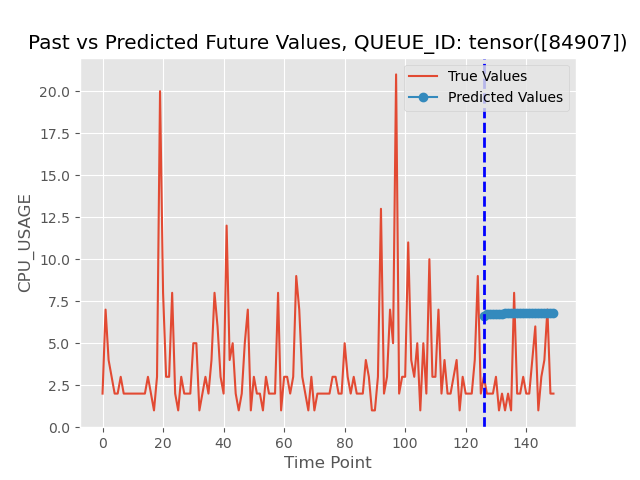 Past vs Predicted Future Values, QUEUE_ID: tensor([84907])
True Values
Predicted Values
CPU_USAGE
20.0
17.5
15.0
12.5
10.0
7.5
5.0
2.5
0.0
0 20 40 60 80 100 120 140
Time Point